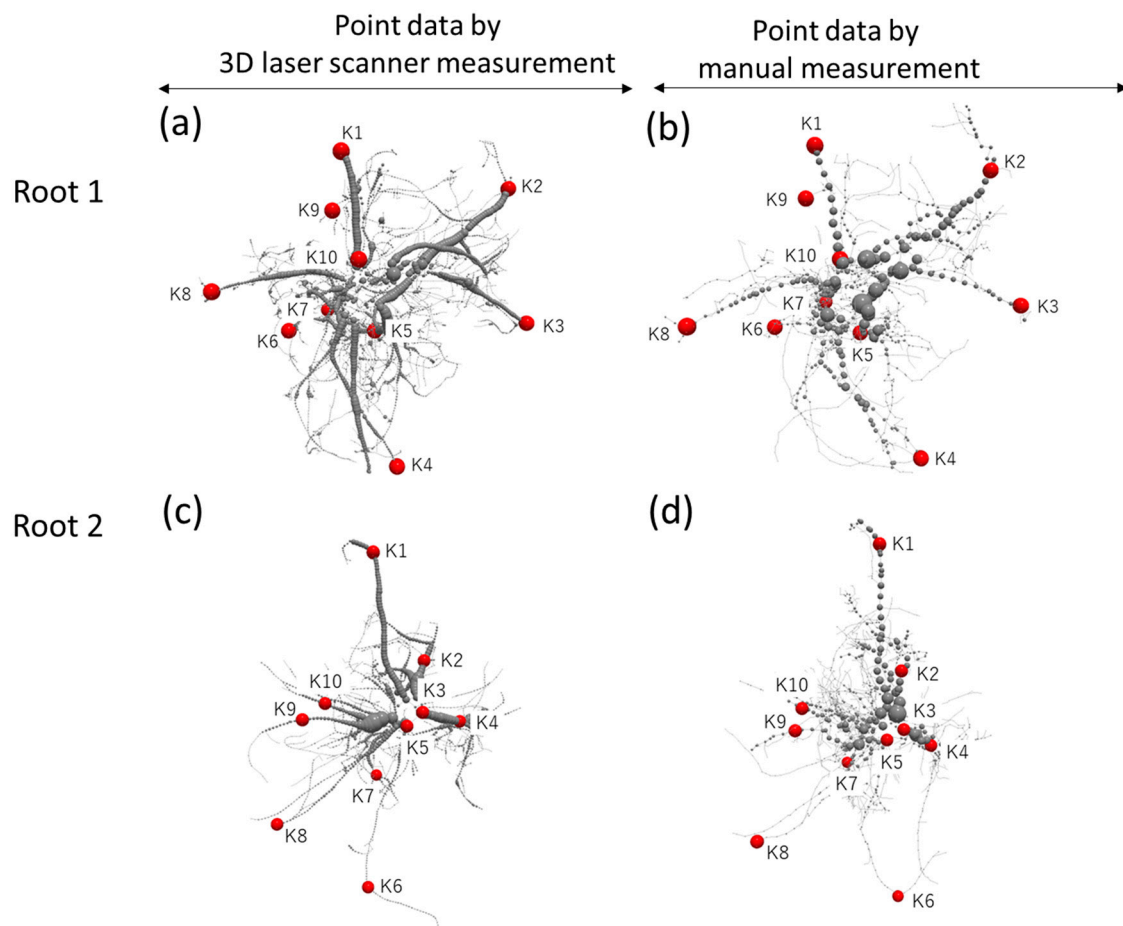 Point data by
3D laser scanner measurement
Point data by
manual measurement
Root 1
(a)
K1
K2
K9
K10
K8
K7
K6
K5
K3
K4
(b)
K1
K2
K9
K10
K7
K8
K6
K5
K3
K4
Root 2
(c)
K1
K2
K10
K3
K9
K4
K5
K7
K8
K6
(d)
K1
K2
K10
K3
K9
K4
K5
K7
K8
K6